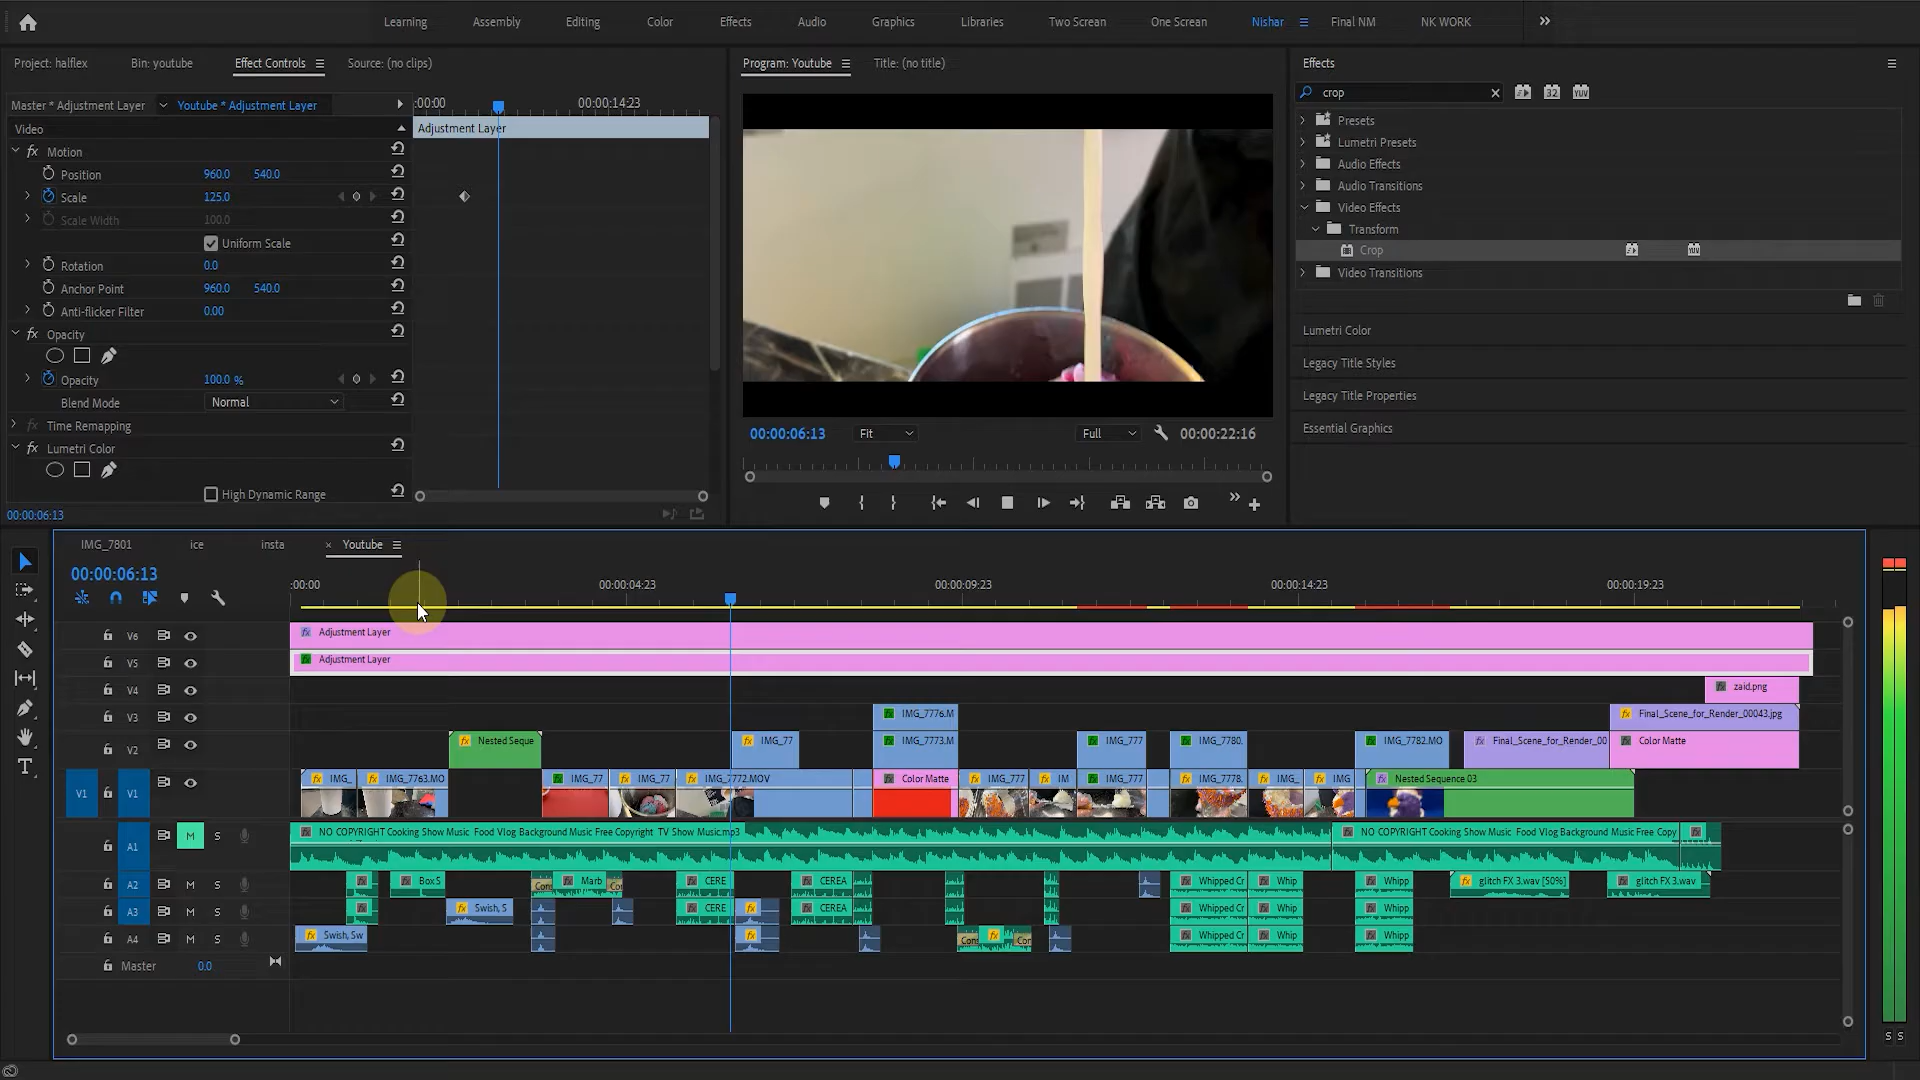 Learning Assembly Editing Color Effects Audio Graphics Libraries Two Screan One Screan Nishar Final NM NK WORK
Project: halflex Bin: youtube Effect Controls Source: (no clips)
Master * Adjustment Layer Youtube * Adjustment Layer
:00:00 00:00:14:23
Video
Adjustment Layer
fx Motion
Position 960.0 540.0
Scale 125.0
Scale Width 100.0
Uniform Scale
Rotation 0.0
Anchor Point 960.0 540.0
Anti-flicker Filter 0.00
fx Opacity
Opacity 100.0 %
Blend Mode Normal
fx Time Remapping
fx Lumetri Color
High Dynamic Range
00:00:06:13
Program: Youtube Title: (no title)
00:00:06:13 Fit Full 00:00:22:16
Effects
crop
32 YUV
Presets
Lumetri Presets
Audio Effects
Audio Transitions
Video Effects
Transform
Crop
Video Transitions
Lumetri Color
Legacy Title Styles
Legacy Title Properties
Essential Graphics
IMG_7801 ice insta × Youtube
00:00:06:13
:00:00 00:00:04:23 00:00:09:23 00:00:14:23 00:00:19:23
V6 fx Adjustment Layer
V5 fx Adjustment Layer
V4 zaid.png
V3 IMG_7776.M Final_Scene_for_Render_00043.jpg
V2 Nested Seque IMG_77 IMG_7773.M IMG_777 IMG_7780. IMG_7782.MO Final_Scene_for_Render_00 Color Matte
V1 V1 IMG_ IMG_7763.MO IMG_77 IMG_77 IMG_7772.MOV Color Matte IMG_777 IM IMG_777 IMG_7778. IMG_ IMG Nested Sequence 03
A1 M S NO COPYRIGHT Cooking Show Music Food Vlog Background Music Free Copyright TV Show Music.mp3 NO COPYRIGHT Cooking Show Music Food Vlog Background Music Free Copy
A2 M S Box S Cons Marb Co CERE CEREA Whipped Cr Whip Whipp glitch FX 3.wav [50%] glitch FX 3.wav
A3 M S Swish, S CERE CEREA Whipped Cr Whip Whipp
A4 M S Swish, Sw Cons Con Whipped Cr Whip Whipp
Master 0.0
S S